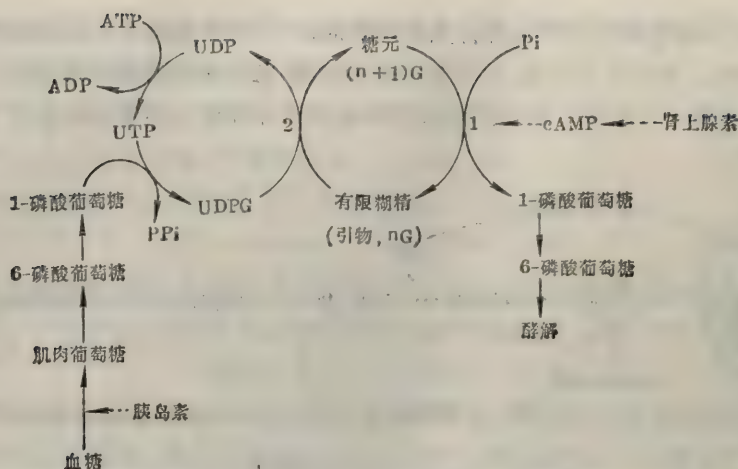 ATP
UDP
糖元
Pi
(n+1)G
ADP
UTP
2
1
cAMP
肾上腺素
1-磷酸葡萄糖
UDPG
有限糊精
1-磷酸葡萄糖
PPi
(引物,nG)
6-磷酸葡萄糖
6-磷酸葡萄糖
肌肉葡萄糖
酵解
胰岛素
血糖